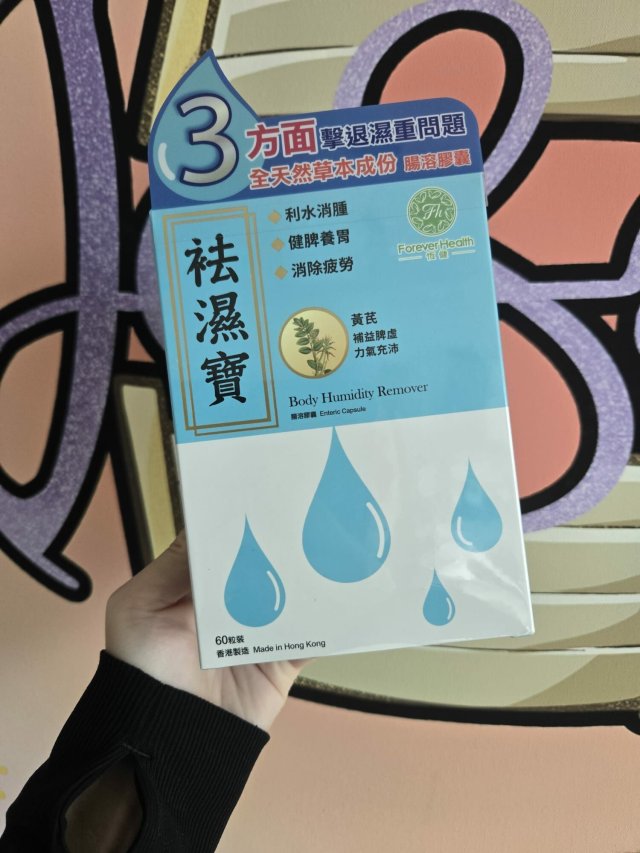 3方面擊退濕重問題
全天然草本成份 腸溶膠囊
祛濕寶
利水消腫
健脾養胃
消除疲勞
Fh
Forever Health
恆健
黃芪
補益脾虛
力氣充沛
Body Humidity Remover
腸溶膠囊 Enteric Capsule
60粒裝
香港製造 Made in Hong Kong